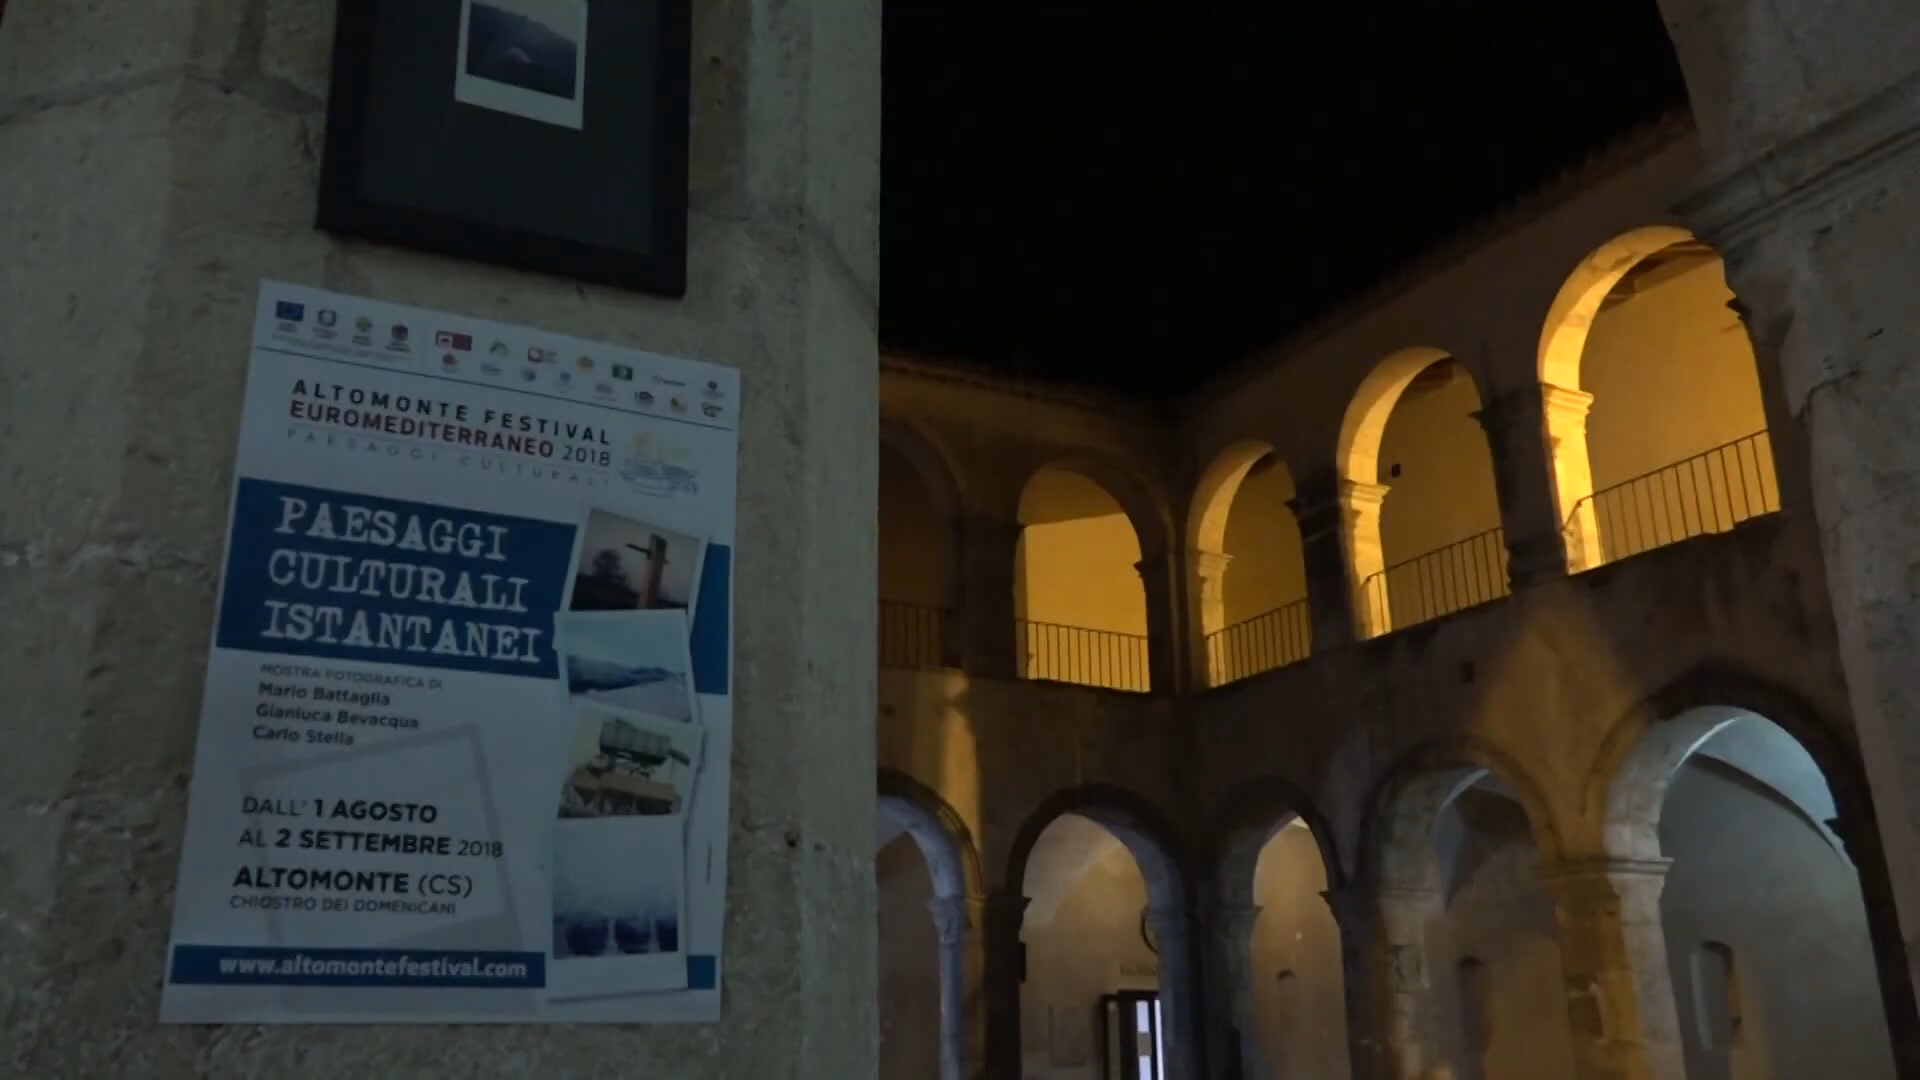 ALTOMONTE FESTIVAL
EUROMEDITERRANEO 2018
PAESAGGI CULTURALI
PAESAGGI
CULTURALI
ISTANTANEI
MOSTRA FOTOGRAFICA DI
Mario Battaglia
Gianluca Bevacqua
Carlo Stella
DALL' 1 AGOSTO
AL 2 SETTEMBRE 2018
ALTOMONTE (CS)
CHIOSTRO DEI DOMENICANI
www.altomontefestival.com